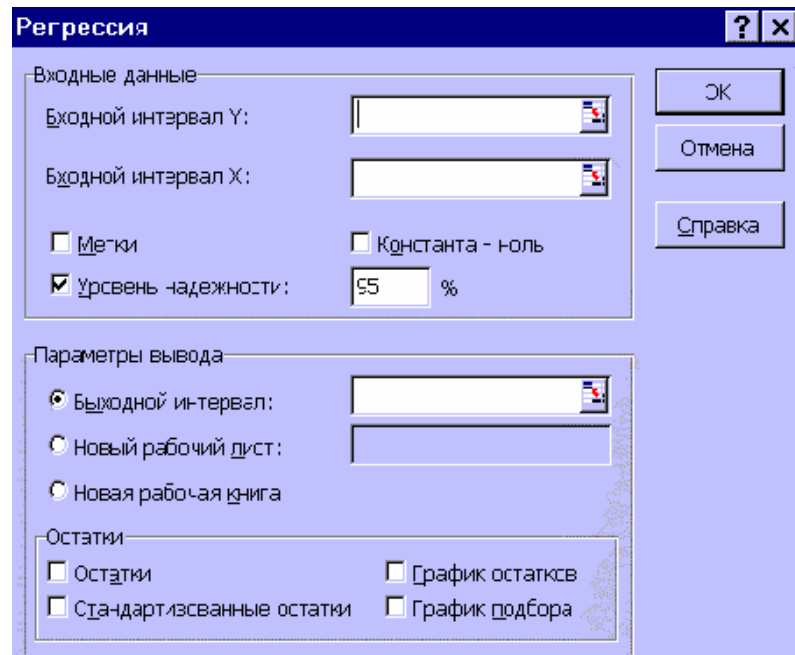 Регрессия
Входные данные
Входной интервал Y:
Входной интервал X:
Метки
Константа - ноль
Уровень надежности:
95
%
OK
Отмена
Справка
Параметры вывода
Выходной интервал:
Новый рабочий лист:
Новая рабочая книга
Остатки
Остатки
График остатков
Стандартизованные остатки
График подбора